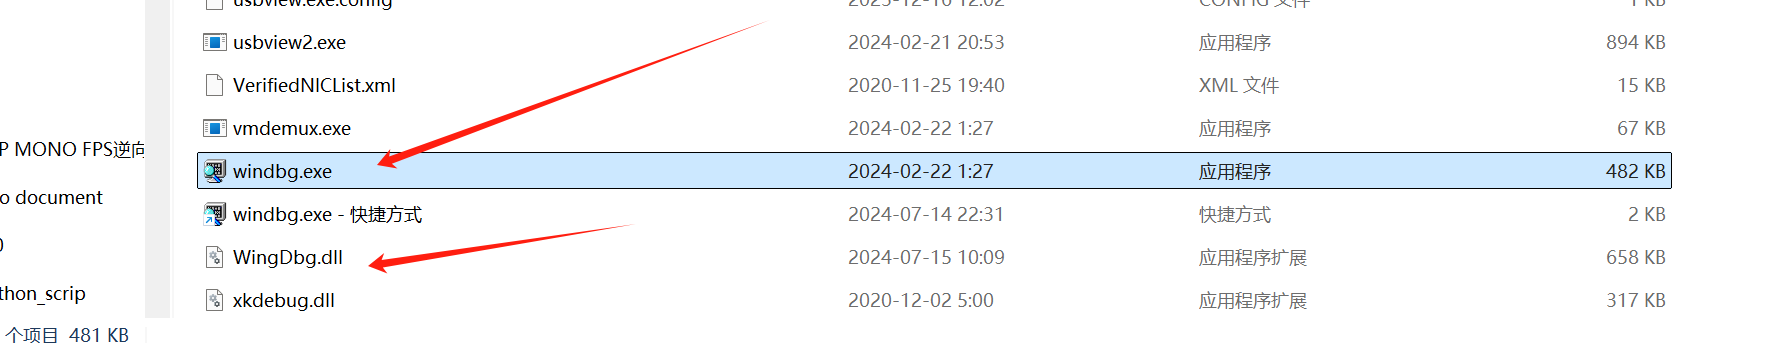 usbview.exe.config 2023-12-16 12:02 CONFIG 文件 1 KB
usbview2.exe 2024-02-21 20:53 应用程序 894 KB
VerifiedNICList.xml 2020-11-25 19:40 XML 文件 15 KB
vmdemux.exe 2024-02-22 1:27 应用程序 67 KB
P MONO FPS逆向
windbg.exe 2024-02-22 1:27 应用程序 482 KB
o document
windbg.exe - 快捷方式 2024-07-14 22:31 快捷方式 2 KB
0
WingDbg.dll 2024-07-15 10:09 应用程序扩展 658 KB
thon_scrip
xkdebug.dll 2020-12-02 5:00 应用程序扩展 317 KB
个项目 481 KB